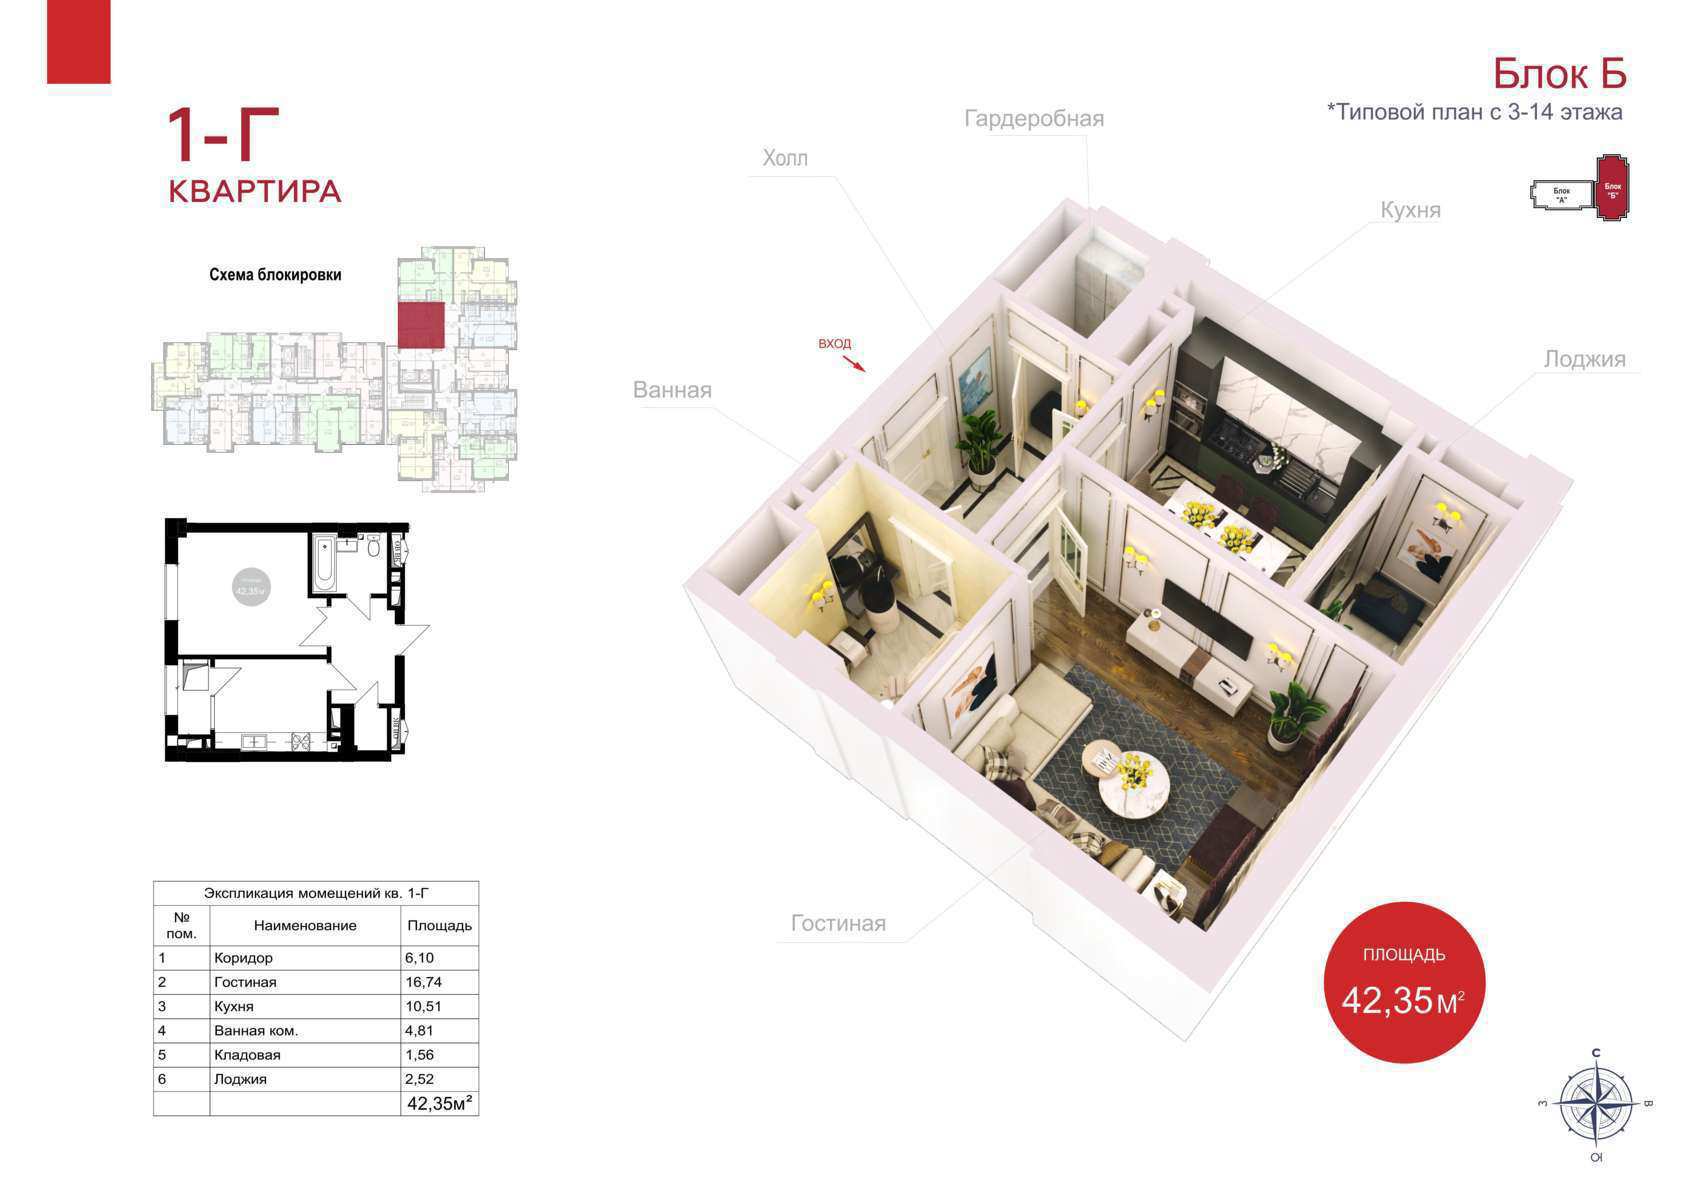 Блок Б
*Типовой план с 3-14 этажа
1-Г
КВАРТИРА
Гардеробная
Холл
Кухня
Блок
"А"
Блок
"Б"
Схема блокировки
ВХОД
Ванная
Лоджия
42,35м
Гостиная
Экспликация момещений кв. 1-Г
№ пом. Наименование Площадь
1 Коридор 6,10
2 Гостиная 16,74
3 Кухня 10,51
4 Ванная ком. 4,81
5 Кладовая 1,56
6 Лоджия 2,52
42,35м²
ПЛОЩАДЬ
42,35м²
С
З
В
Ю